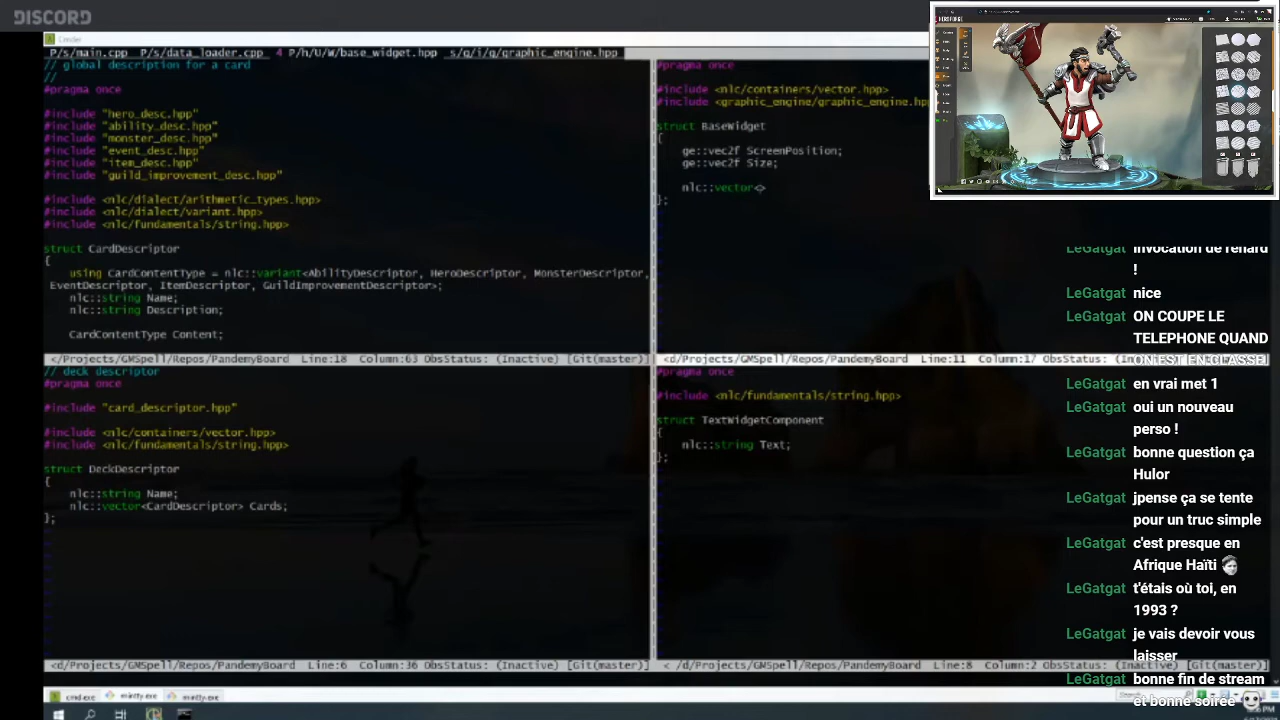 DISCORD
Cmder
P/s/main.cpp P/s/data_loader.cpp 4 P/h/U/W/base_widget.hpp s/g/i/g/graphic_engine.hpp
// global description for a card
//
#pragma once
#include "hero_desc.hpp"
#include "ability_desc.hpp"
#include "monster_desc.hpp"
#include "event_desc.hpp"
#include "item_desc.hpp"
#include "guild_improvement_desc.hpp"
#include <nlc/dialect/arithmetic_types.hpp>
#include <nlc/dialect/variant.hpp>
#include <nlc/fundamentals/string.hpp>
struct CardDescriptor
{
using CardContentType = nlc::variant<AbilityDescriptor, HeroDescriptor, MonsterDescriptor,
EventDescriptor, ItemDescriptor, GuildImprovementDescriptor>;
nlc::string Name;
nlc::string Description;
CardContentType Content;
</Projects/GMSpell/Repos/PandemyBoard Line:18 Column:63 ObsStatus: (Inactive) [Git(master)]
// deck descriptor
#pragma once
#include "card_descriptor.hpp"
#include <nlc/containers/vector.hpp>
#include <nlc/fundamentals/string.hpp>
struct DeckDescriptor
{
nlc::string Name;
nlc::vector<CardDescriptor> Cards;
};
<d/Projects/GMSpell/Repos/PandemyBoard Line:6 Column:36 ObsStatus: (Inactive) [Git(master)]
#pragma once
#include <nlc/containers/vector.hpp>
#include <graphic_engine/graphic_engine.hpp
struct BaseWidget
{
ge::vec2f ScreenPosition;
ge::vec2f Size;
nlc::vector<>
};
<d/Projects/GMSpell/Repos/PandemyBoard Line:11 Column:17 ObsStatus: (Inactive) [Git(master)]
#pragma once
#include <nlc/fundamentals/string.hpp>
struct TextWidgetComponent
{
nlc::string Text;
};
</d/Projects/GMSpell/Repos/PandemyBoard Line:8 Column:2 ObsStatus: (Inactive) [Git(master)]
HEROFORGE
LeGatgat invocation de renard
!
LeGatgat nice
LeGatgat ON COUPE LE
TELEPHONE QUAND
ON EST EN CLASSE
LeGatgat en vrai met 1
LeGatgat oui un nouveau
perso !
LeGatgat bonne question ça
Hulor
LeGatgat jpense ça se tente
pour un truc simple
LeGatgat c'est presque en
Afrique Haïti
LeGatgat t'étais où toi, en
1993 ?
LeGatgat je vais devoir vous
laisser
LeGatgat bonne fin de stream
et bonne soirée
cmd.exe mintty.exe mintty.exe
Search